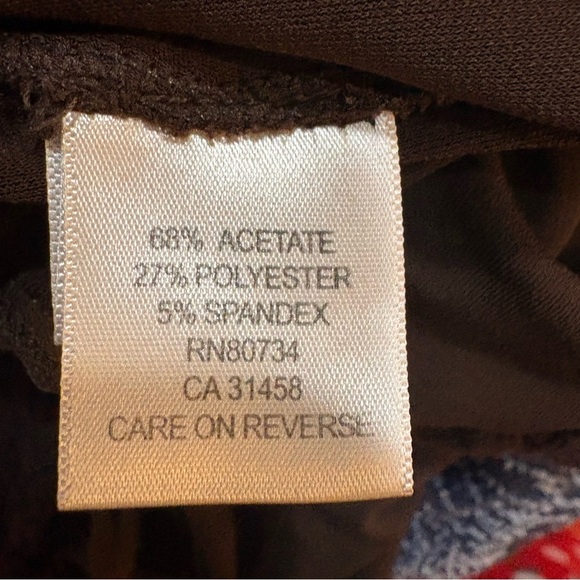 68% ACETATE
27% POLYESTER
5% SPANDEX
RN80734
CA 31458
CARE ON REVERSE